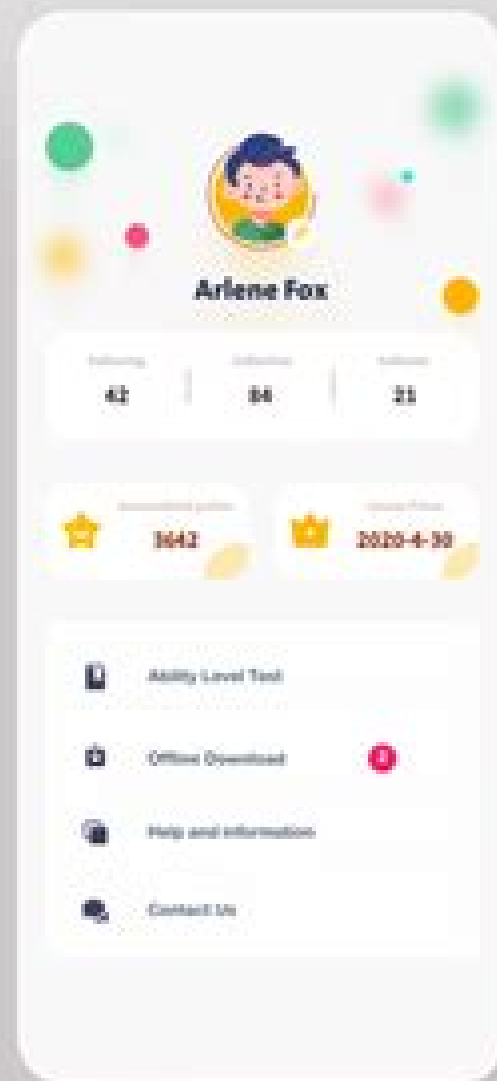 Arlene Fox
Following
42
84
21
3642
2020-4-30
Ability Level Test
Offline Download
Help and Information
Contact Us